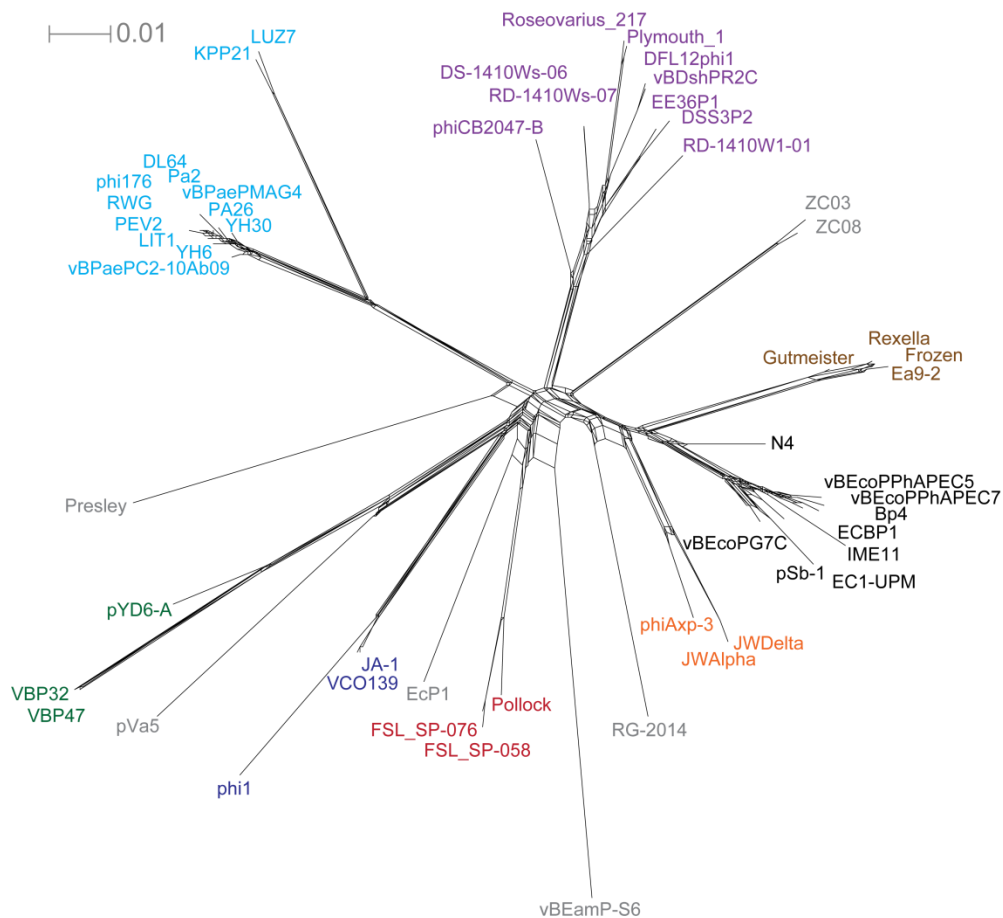 0.01
LUZ7
KPP21
Roseovarius_217
Plymouth_1
DFL12phi1
DS-1410Ws-06
vBDshPR2C
RD-1410Ws-07
EE36P1
DSS3P2
phiCB2047-B
RD-1410W1-01
DL64
Pa2
phi176
vBPaePMAG4
RWG
PA26
PEV2
YH30
LIT1
YH6
vBPaePC2-10Ab09
ZC03
ZC08
Rexella
Gutmeister
Frozen
Ea9-2
N4
vBEcoPPhAPEC5
vBEcoPPhAPEC7
Bp4
ECBP1
vBEcoPG7C
IME11
pSb-1
EC1-UPM
Presley
pYD6-A
phiAxp-3
JWDelta
JWAlpha
JA-1
VCO139
EcP1
VBP32
VBP47
pVa5
Pollock
FSL_SP-076
FSL_SP-058
RG-2014
phi1
vBEamP-S6